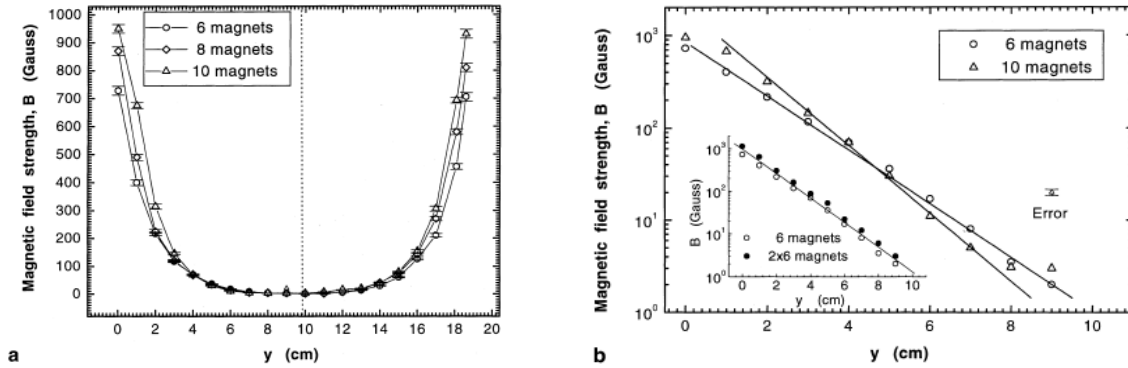 Magnetic field strength, B (Gauss)
1000
900
800
700
600
500
400
300
200
100
0
6 magnets
8 magnets
10 magnets
0 2 4 6 8 10 12 14 16 18 20
y (cm)
a
Magnetic field strength, B (Gauss)
10³
10²
10¹
10⁰
6 magnets
10 magnets
Error
B (Gauss)
10³
10²
10¹
10⁰
6 magnets
2x6 magnets
0 2 4 6 8 10
y (cm)
0 2 4 6 8 10
y (cm)
b